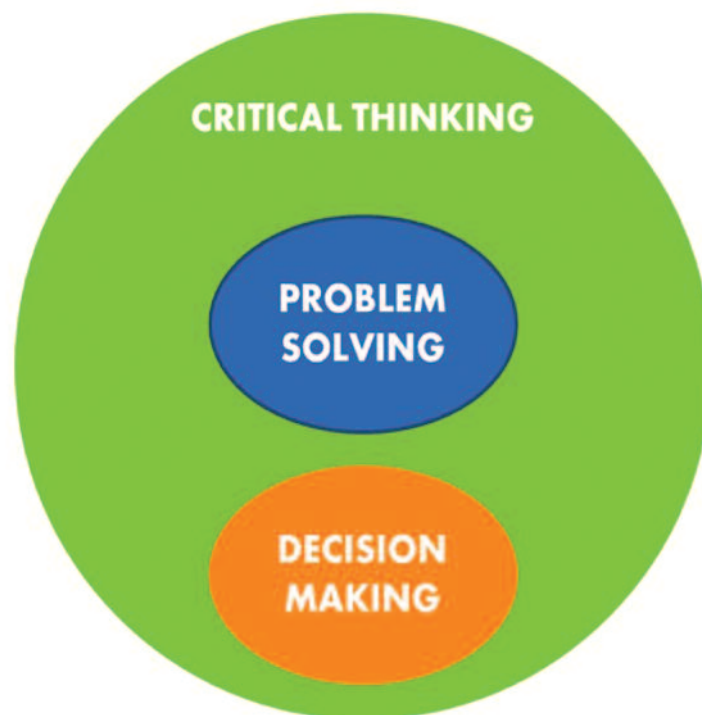 CRITICAL THINKING
PROBLEM
SOLVING
DECISION
MAKING